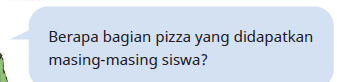 Berapa bagian pizza yang didapatkan
masing-masing siswa?